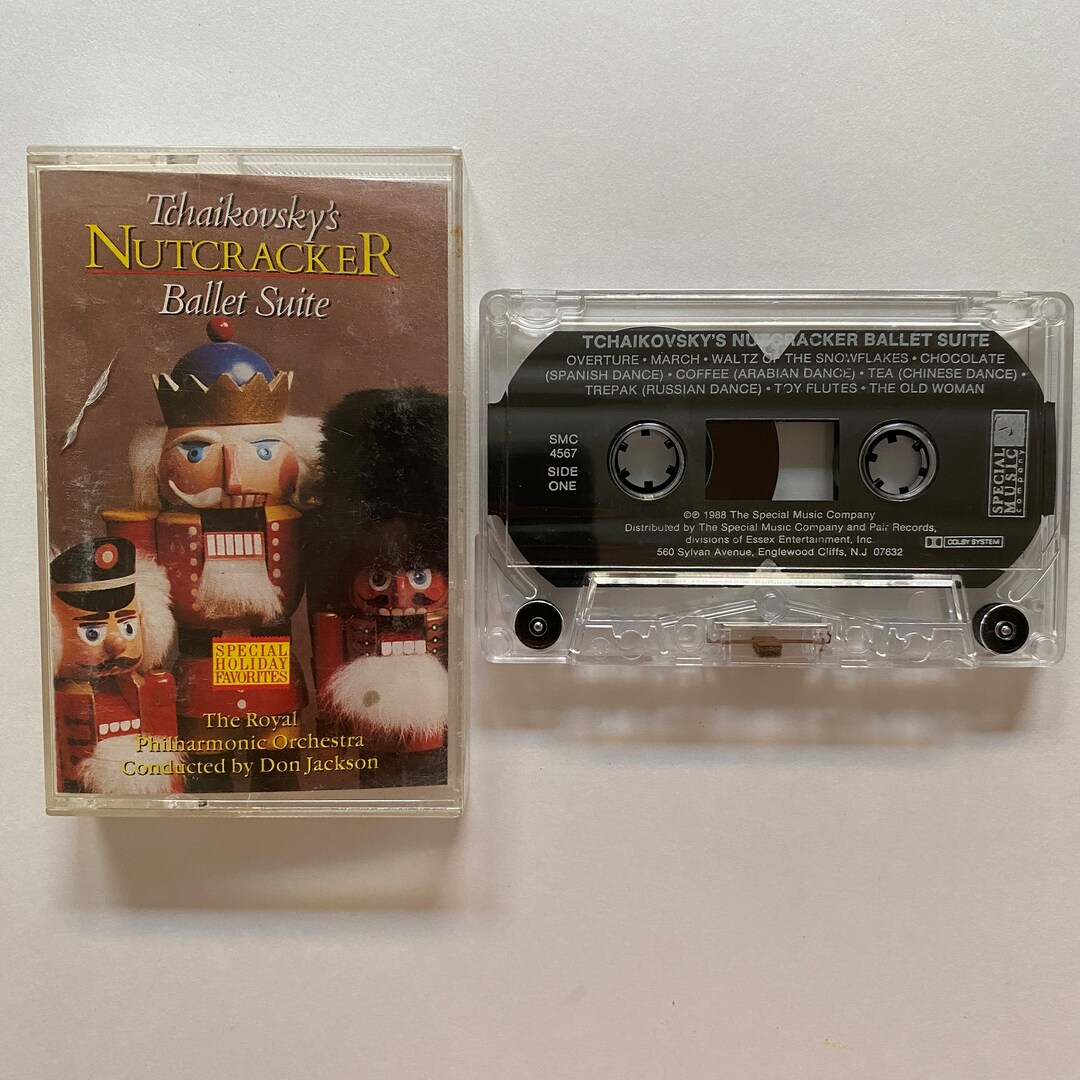 Tchaikovsky's
NUTCRACKER
Ballet Suite
SPECIAL
HOLIDAY
FAVORITES
The Royal
Philharmonic Orchestra
Conducted by Don Jackson
TCHAIKOVSKY'S NUTCRACKER BALLET SUITE
OVERTURE • MARCH • WALTZ OF THE SNOWFLAKES • CHOCOLATE
(SPANISH DANCE) • COFFEE (ARABIAN DANCE) • TEA (CHINESE DANCE) •
TREPAK (RUSSIAN DANCE) • TOY FLUTES • THE OLD WOMAN
SMC
4567
SIDE
ONE
SPECIAL
MUSIC
company
©℗ 1988 The Special Music Company
Distributed by The Special Music Company and Pair Records,
divisions of Essex Entertainment, Inc.
560 Sylvan Avenue, Englewood Cliffs, N.J. 07632
DOLBY SYSTEM